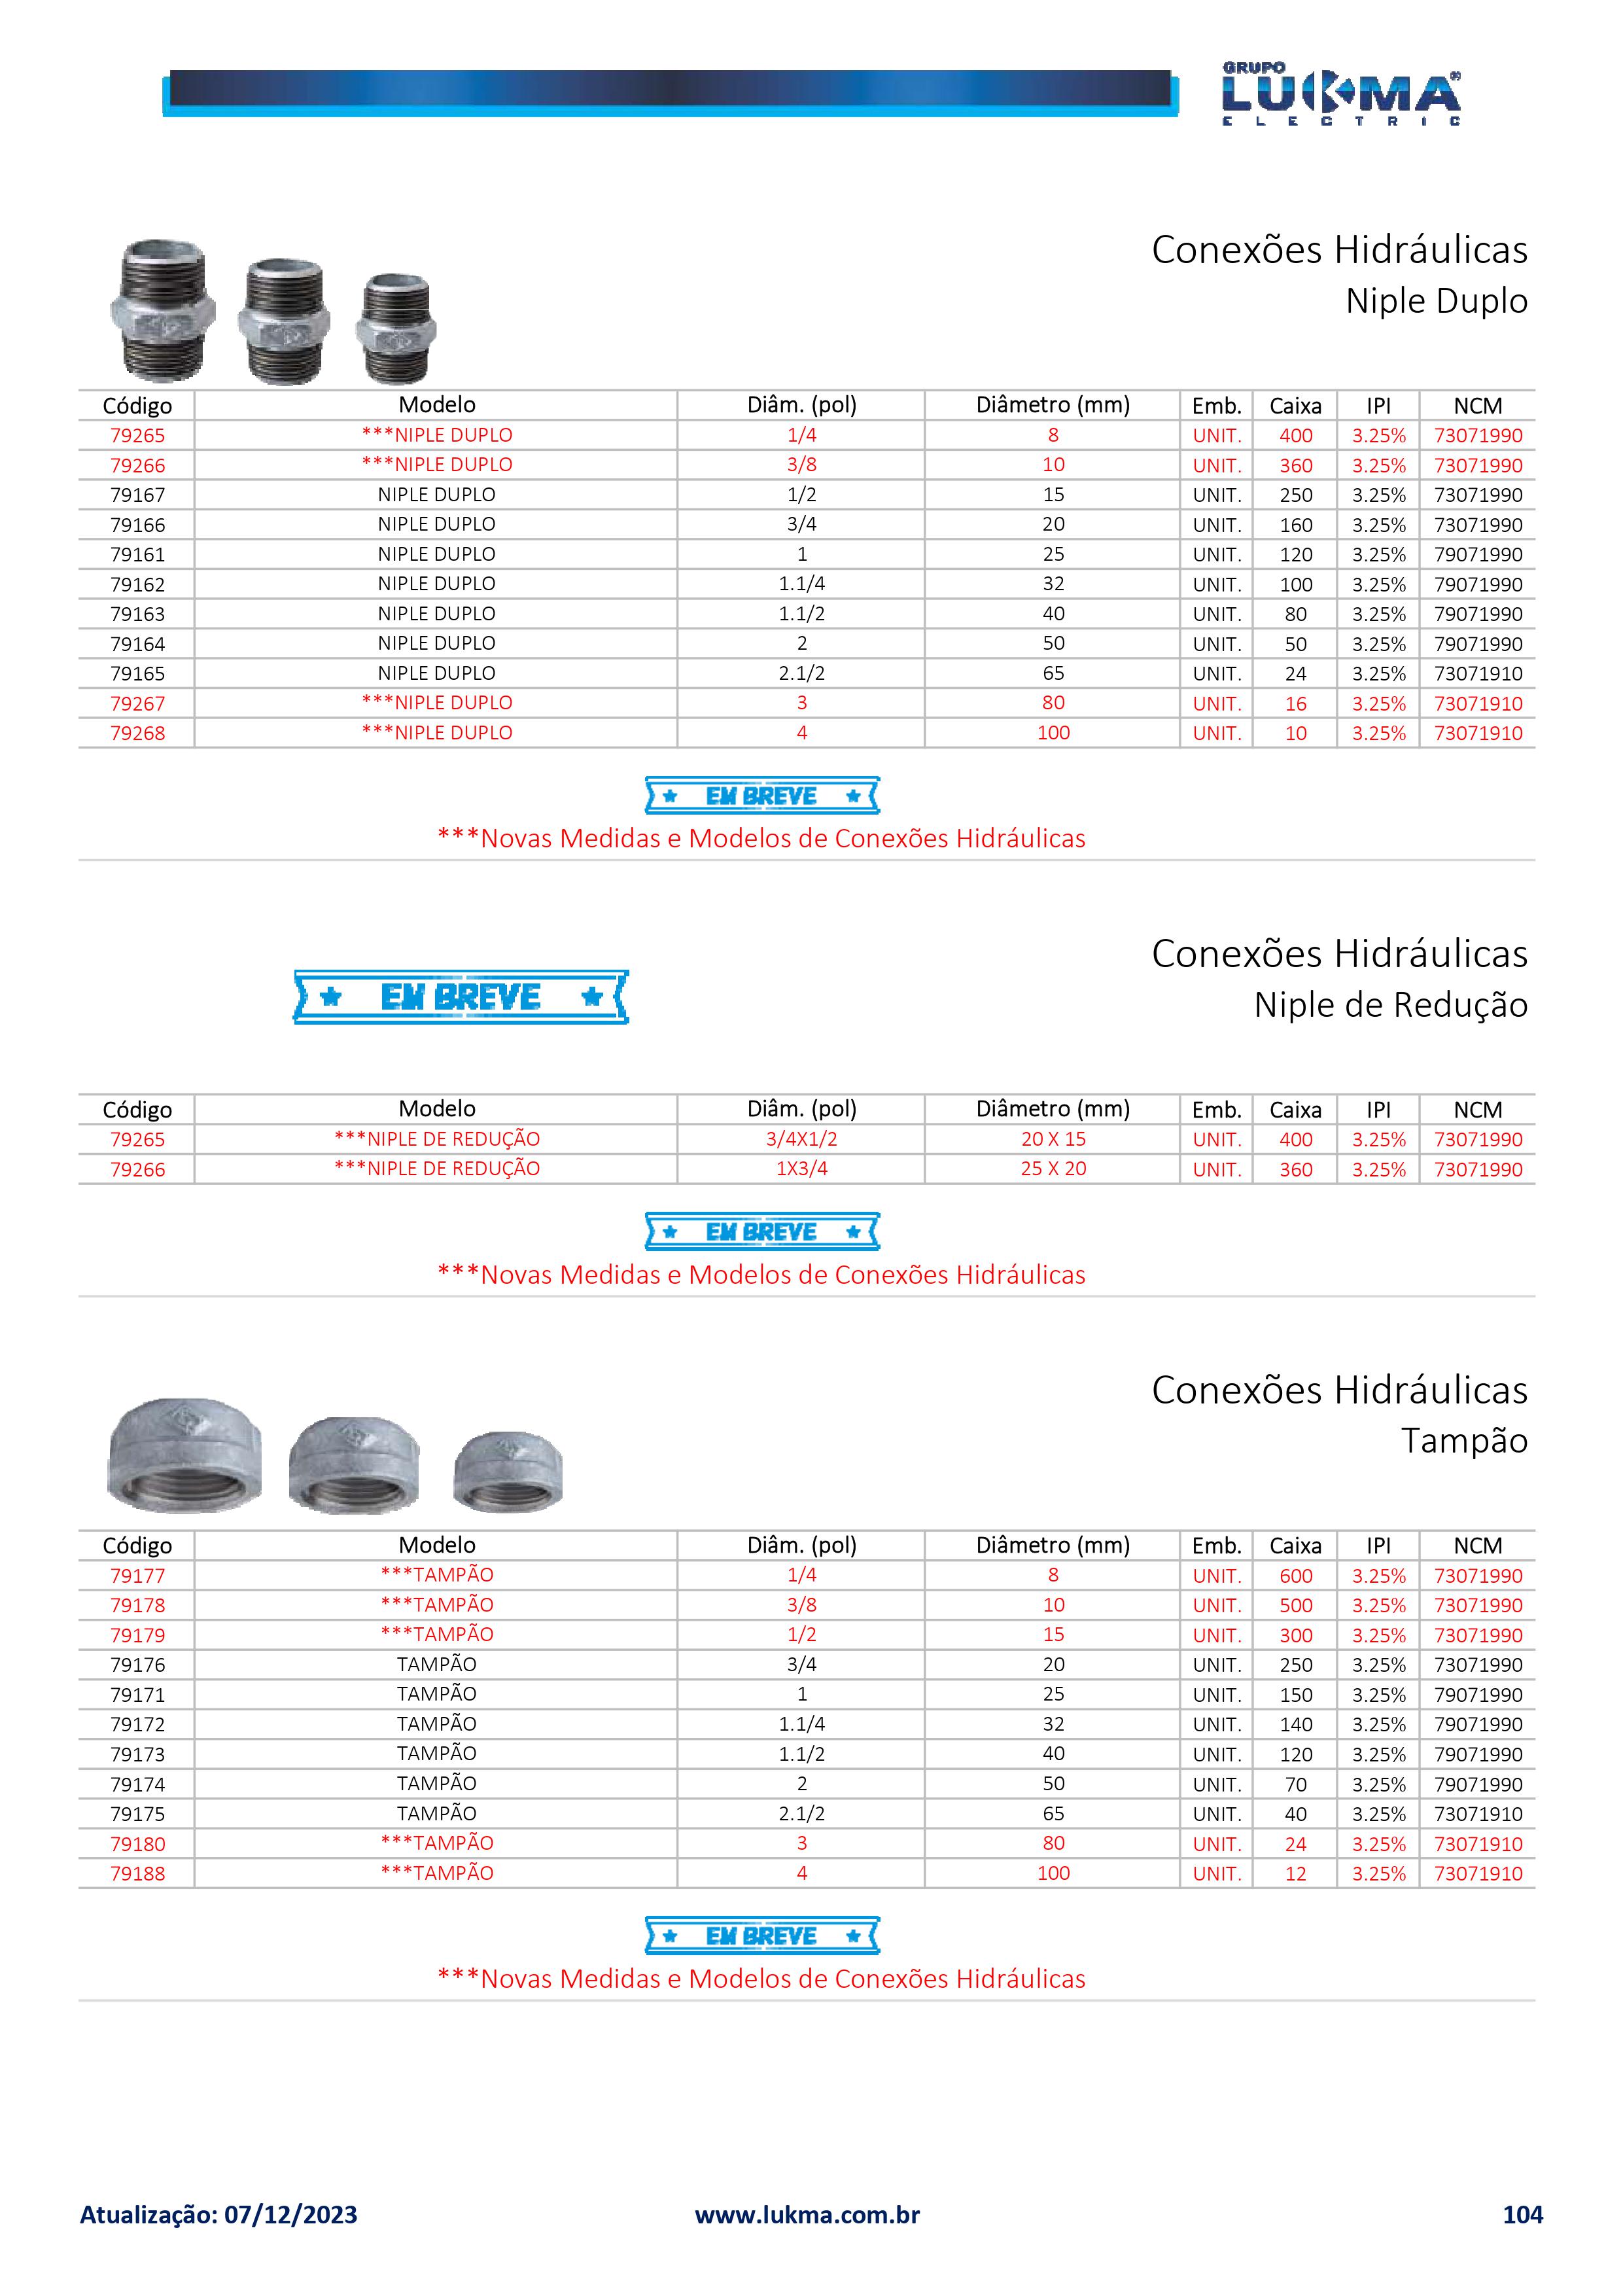 GRUPO
LUKMA®
ELECTRIC
Conexões Hidráulicas
Niple Duplo
Código Modelo Diâm. (pol) Diâmetro (mm) Emb. Caixa IPI NCM
79265 ***NIPLE DUPLO 1/4 8 UNIT. 400 3.25% 73071990
79266 ***NIPLE DUPLO 3/8 10 UNIT. 360 3.25% 73071990
79167 NIPLE DUPLO 1/2 15 UNIT. 250 3.25% 73071990
79166 NIPLE DUPLO 3/4 20 UNIT. 160 3.25% 73071990
79161 NIPLE DUPLO 1 25 UNIT. 120 3.25% 79071990
79162 NIPLE DUPLO 1.1/4 32 UNIT. 100 3.25% 79071990
79163 NIPLE DUPLO 1.1/2 40 UNIT. 80 3.25% 79071990
79164 NIPLE DUPLO 2 50 UNIT. 50 3.25% 79071990
79165 NIPLE DUPLO 2.1/2 65 UNIT. 24 3.25% 73071910
79267 ***NIPLE DUPLO 3 80 UNIT. 16 3.25% 73071910
79268 ***NIPLE DUPLO 4 100 UNIT. 10 3.25% 73071910
EM BREVE
***Novas Medidas e Modelos de Conexões Hidráulicas
Conexões Hidráulicas
EM BREVE
Niple de Redução
Código Modelo Diâm. (pol) Diâmetro (mm) Emb. Caixa IPI NCM
79265 ***NIPLE DE REDUÇÃO 3/4X1/2 20 X 15 UNIT. 400 3.25% 73071990
79266 ***NIPLE DE REDUÇÃO 1X3/4 25 X 20 UNIT. 360 3.25% 73071990
EM BREVE
***Novas Medidas e Modelos de Conexões Hidráulicas
Conexões Hidráulicas
Tampão
Código Modelo Diâm. (pol) Diâmetro (mm) Emb. Caixa IPI NCM
79177 ***TAMPÃO 1/4 8 UNIT. 600 3.25% 73071990
79178 ***TAMPÃO 3/8 10 UNIT. 500 3.25% 73071990
79179 ***TAMPÃO 1/2 15 UNIT. 300 3.25% 73071990
79176 TAMPÃO 3/4 20 UNIT. 250 3.25% 73071990
79171 TAMPÃO 1 25 UNIT. 150 3.25% 79071990
79172 TAMPÃO 1.1/4 32 UNIT. 140 3.25% 79071990
79173 TAMPÃO 1.1/2 40 UNIT. 120 3.25% 79071990
79174 TAMPÃO 2 50 UNIT. 70 3.25% 79071990
79175 TAMPÃO 2.1/2 65 UNIT. 40 3.25% 73071910
79180 ***TAMPÃO 3 80 UNIT. 24 3.25% 73071910
79188 ***TAMPÃO 4 100 UNIT. 12 3.25% 73071910
EM BREVE
***Novas Medidas e Modelos de Conexões Hidráulicas
Atualização: 07/12/2023 www.lukma.com.br 104